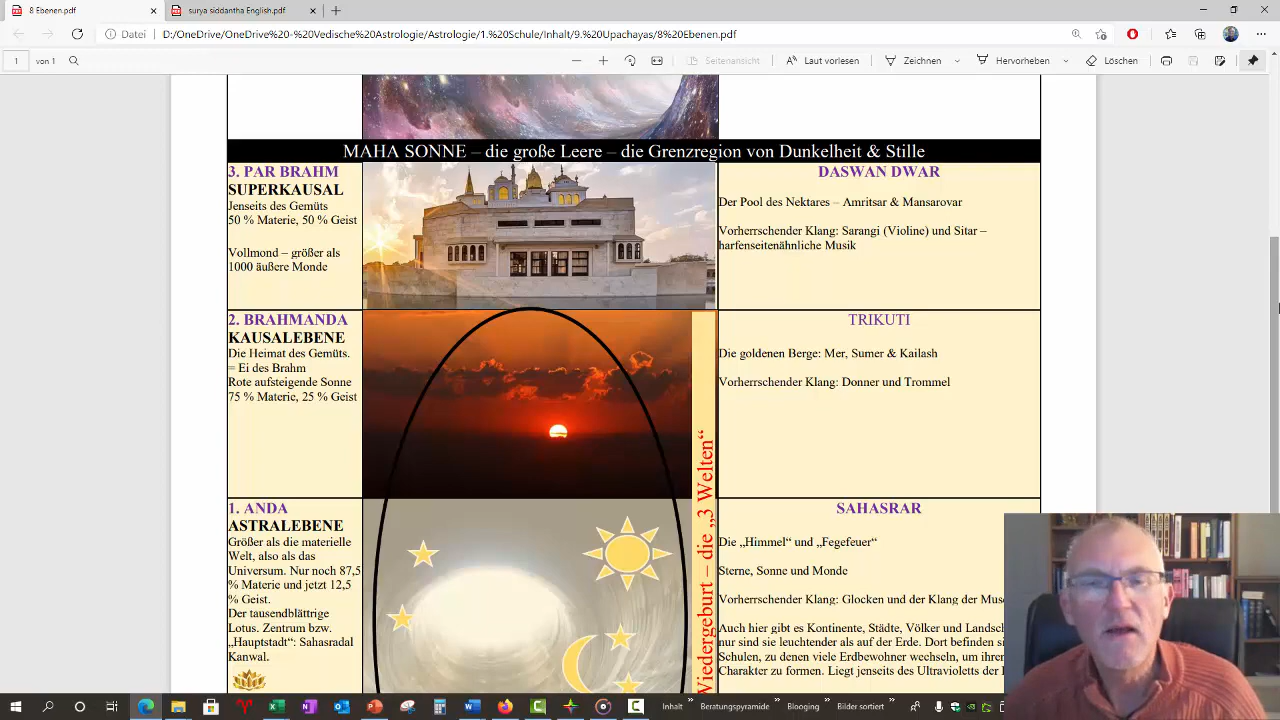 8 Ebenen.pdf
surya siddhantha English.pdf
Datei
D:/OneDrive/OneDrive%20-%20Vedische%20Astrologie/Astrologie/1.%20Schule/Inhalt/9.%20Upachayas/8%20Ebenen.pdf
1 von 1
Seitenansicht
Laut vorlesen
Zeichnen
Hervorheben
Löschen
MAHA SONNE – die große Leere – die Grenzregion von Dunkelheit & Stille
3. PAR BRAHM
SUPERKAUSAL
Jenseits des Gemüts
50 % Materie, 50 % Geist
Vollmond – größer als
1000 äußere Monde
DASWAN DWAR
Der Pool des Nektares – Amritsar & Mansarovar
Vorherrschender Klang: Sarangi (Violine) und Sitar –
harfenseitenähnliche Musik
2. BRAHMANDA
KAUSALEBENE
Die Heimat des Gemüts.
= Ei des Brahm
Rote aufsteigende Sonne
75 % Materie, 25 % Geist
TRIKUTI
Die goldenen Berge: Mer, Sumer & Kailash
Vorherrschender Klang: Donner und Trommel
Wiedergeburt – die „3 Welten“
1. ANDA
ASTRALEBENE
Größer als die materielle
Welt, also als das
Universum. Nur noch 87,5
% Materie und jetzt 12,5
% Geist.
Der tausendblättrige
Lotus. Zentrum bzw.
„Hauptstadt“: Sahasradal
Kanwal.
SAHASRAR
Die „Himmel“ und „Fegefeuer“
Sterne, Sonne und Monde
Vorherrschender Klang: Glocken und der Klang der
Auch hier gibt es Kontinente, Städte, Völker und
nur sind sie leuchtender als auf der Erde. Dort befinden
Schulen, zu denen viele Erdbewohner wechseln, um
Charakter zu formen. Liegt jenseits des Ultravioletts der
Inhalt
Beratungspyramide
Blooging
Bilder sortiert